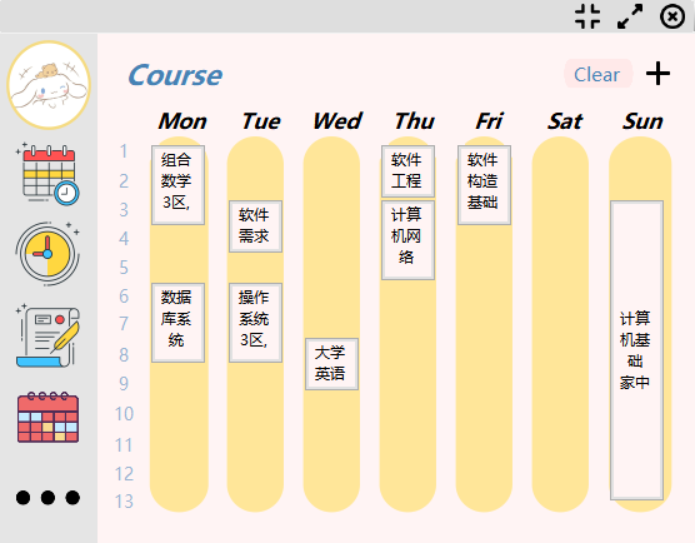 Course
Clear
Mon Tue Wed Thu Fri Sat Sun
1
2
3
4
5
6
7
8
9
10
11
12
13
组合
数学
3区,
数据
库系
统
软件
需求
操作
系统
3区,
大学
英语
软件
工程
计算
机网
络
软件
构造
基础
计算
机基
础
家中